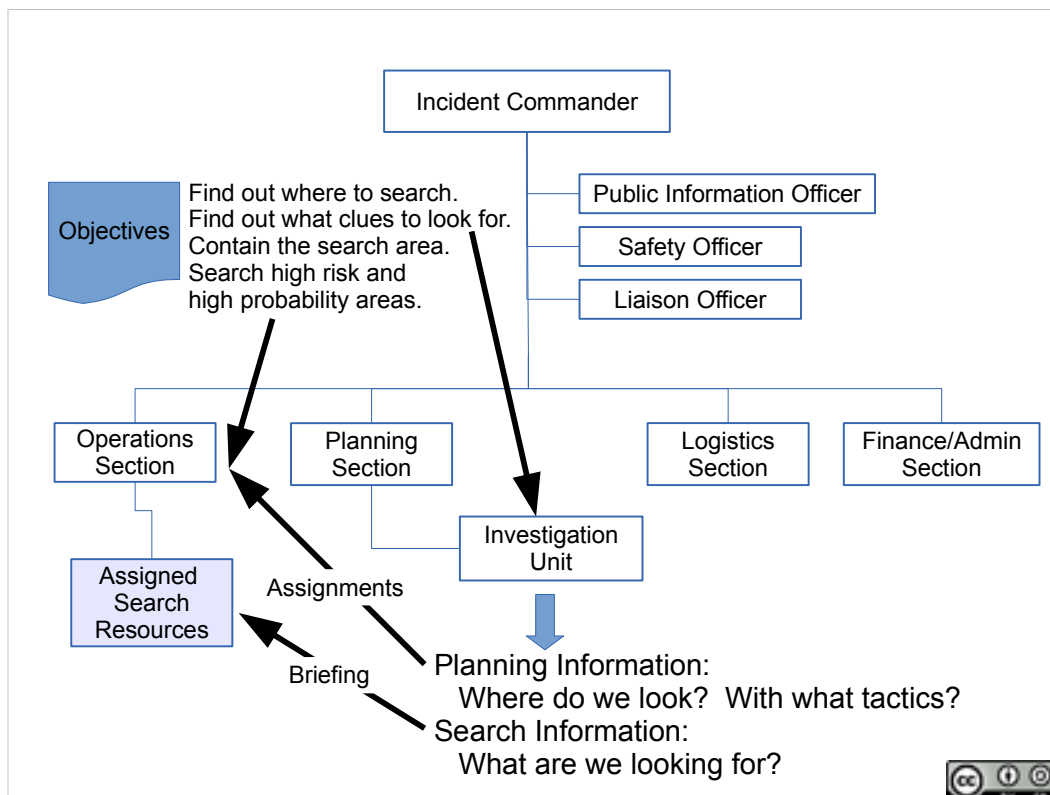 Incident Commander
Public Information Officer
Safety Officer
Liaison Officer
Objectives
Find out where to search.
Find out what clues to look for.
Contain the search area.
Search high risk and
high probability areas.
Operations
Section
Planning
Section
Logistics
Section
Finance/Admin
Section
Investigation
Unit
Assigned
Search
Resources
Assignments
Briefing
Planning Information:
Where do we look?  With what tactics?
Search Information:
What are we looking for?
cc